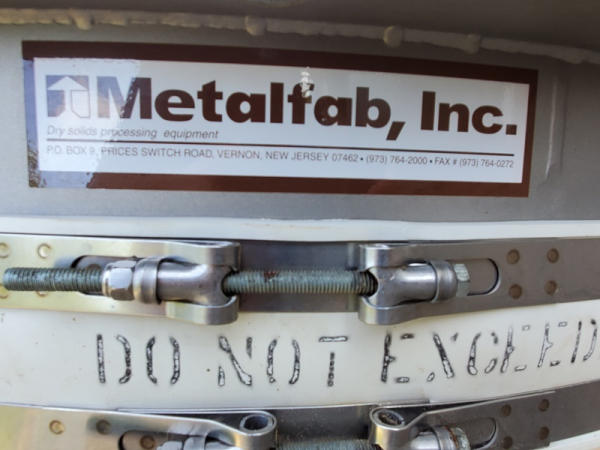 Metalfab, Inc.
Dry solids processing equipment
P.O. BOX 9, PRICES SWITCH ROAD, VERNON, NEW JERSEY 07462 • (973) 764-2000 • FAX # (973) 764-0272
DO NOT EXCEED